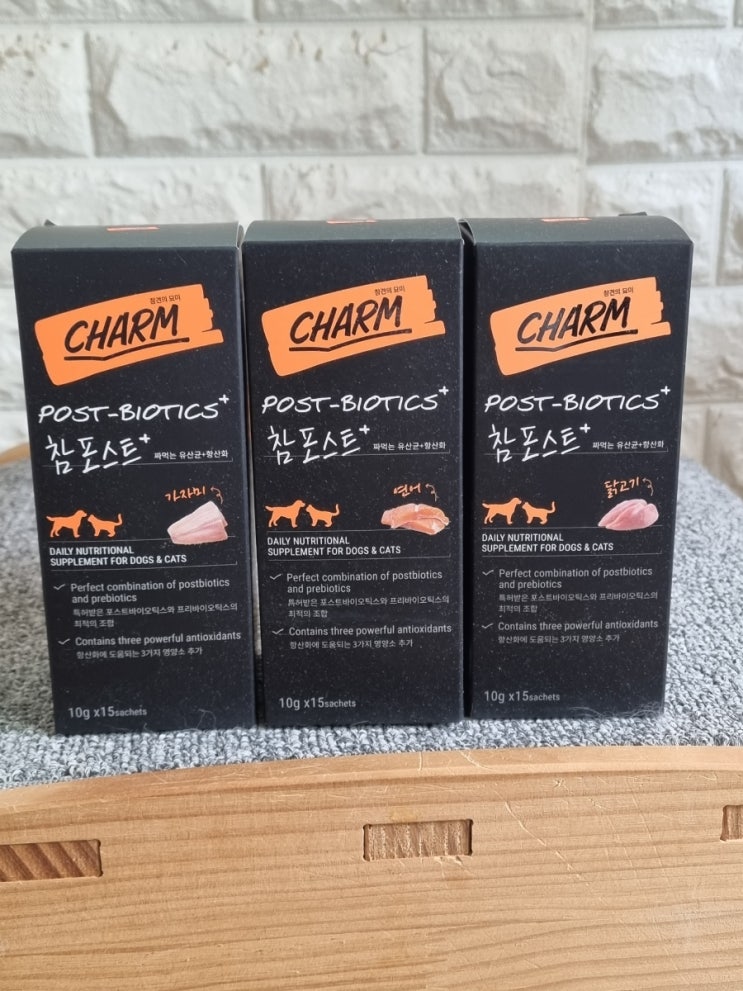 참견의 묘미
CHARM
POST-BIOTICS+
참포스트+ 짜먹는 유산균+항산화
가자미
DAILY NUTRITIONAL
SUPPLEMENT FOR DOGS & CATS
Perfect combination of postbiotics
and prebiotics
특허받은 포스트바이오틱스와 프리바이오틱스의
최적의 조합
Contains three powerful antioxidants
항산화에 도움되는 3가지 영양소 추가
10g x15sachets
참견의 묘미
CHARM
POST-BIOTICS+
참포스트+ 짜먹는 유산균+항산화
연어
DAILY NUTRITIONAL
SUPPLEMENT FOR DOGS & CATS
Perfect combination of postbiotics
and prebiotics
특허받은 포스트바이오틱스와 프리바이오틱스의
최적의 조합
Contains three powerful antioxidants
항산화에 도움되는 3가지 영양소 추가
10g x15sachets
참견의 묘미
CHARM
POST-BIOTICS+
참포스트+ 짜먹는 유산균+항산화
닭고기
DAILY NUTRITIONAL
SUPPLEMENT FOR DOGS & CATS
Perfect combination of postbiotics
and prebiotics
특허받은 포스트바이오틱스와 프리바이오틱스의
최적의 조합
Contains three powerful antioxidants
항산화에 도움되는 3가지 영양소 추가
10g x15sachets